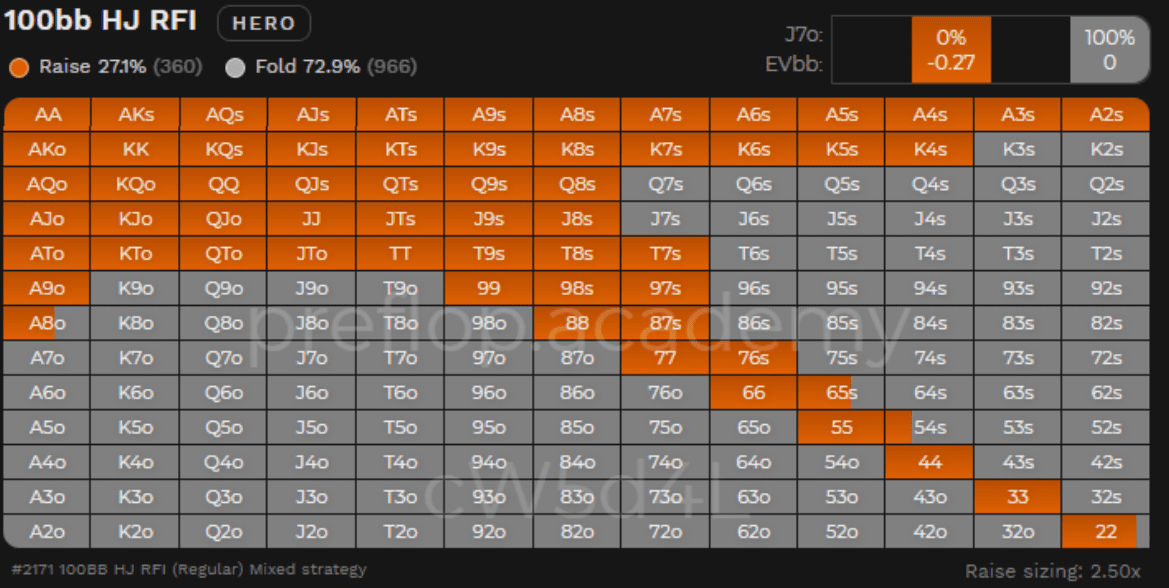 100bb HJ RFI HERO
J7o: 0% 100%
EVbb: -0.27 0
Raise 27.1% (360) Fold 72.9% (966)
AA AKs AQs AJs ATs A9s A8s A7s A6s A5s A4s A3s A2s
AKo KK KQs KJs KTs K9s K8s K7s K6s K5s K4s K3s K2s
AQo KQo QQ QJs QTs Q9s Q8s Q7s Q6s Q5s Q4s Q3s Q2s
AJo KJo QJo JJ JTs J9s J8s J7s J6s J5s J4s J3s J2s
ATo KTo QTo JTo TT T9s T8s T7s T6s T5s T4s T3s T2s
A9o K9o Q9o J9o T9o 99 98s 97s 96s 95s 94s 93s 92s
A8o K8o Q8o J8o T8o 98o 88 87s 86s 85s 84s 83s 82s
preflop.academy
A7o K7o Q7o J7o T7o 97o 87o 77 76s 75s 74s 73s 72s
A6o K6o Q6o J6o T6o 96o 86o 76o 66 65s 64s 63s 62s
A5o K5o Q5o J5o T5o 95o 85o 75o 65o 55 54s 53s 52s
A4o K4o Q4o J4o T4o 94o 84o 74o 64o 54o 44 43s 42s
cW5d4L
A3o K3o Q3o J3o T3o 93o 83o 73o 63o 53o 43o 33 32s
A2o K2o Q2o J2o T2o 92o 82o 72o 62o 52o 42o 32o 22
#2171 100BB HJ RFI (Regular) Mixed strategy
Raise sizing: 2.50x